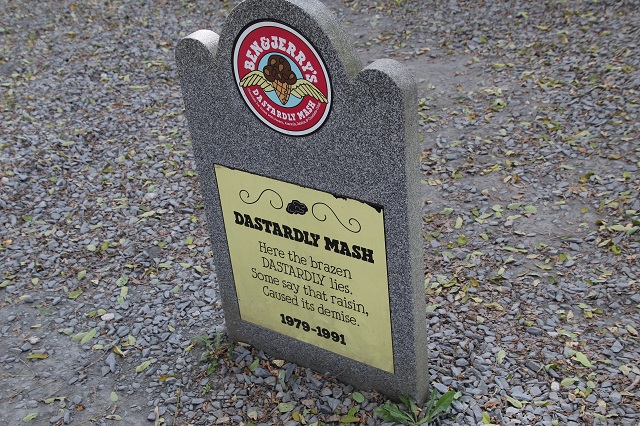 BEN & JERRY'S
DASTARDLY MASH
DASTARDLY MASH
Here the brazen
DASTARDLY lies.
Some say that raisin,
Caused its demise.
1979-1991